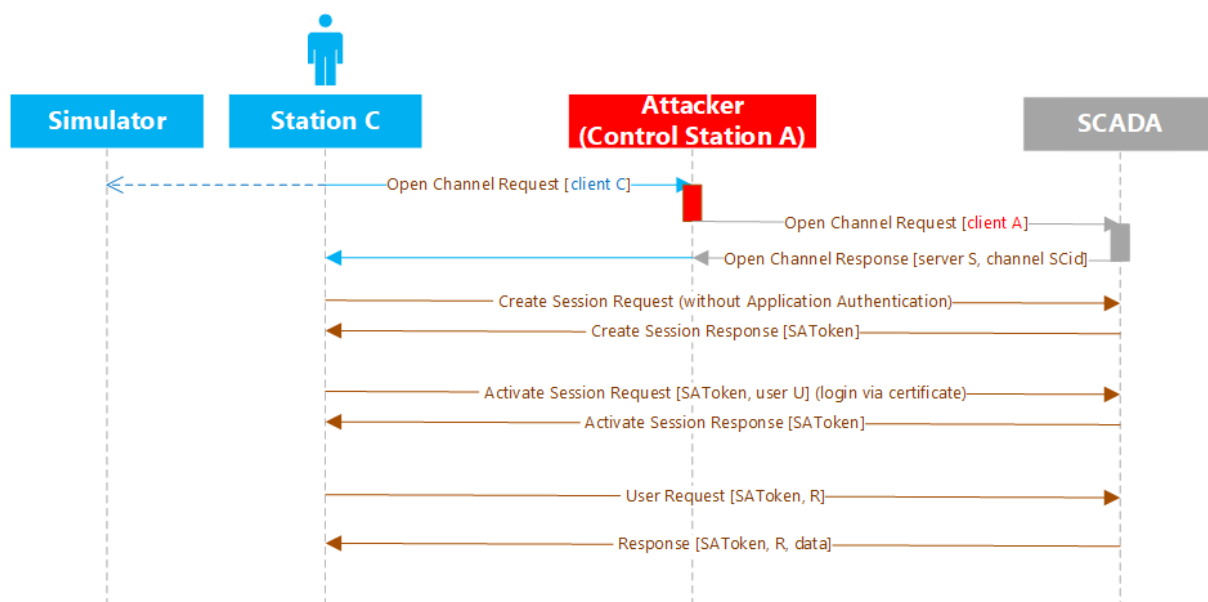 Simulator
Station C
Attacker
(Control Station A)
SCADA
Open Channel Request [client C]
Open Channel Request [client A]
Open Channel Response [server S, channel SCid]
Create Session Request (without Application Authentication)
Create Session Response [SAToken]
Activate Session Request [SAToken, user U] (login via certificate)
Activate Session Response [SAToken]
User Request [SAToken, R]
Response [SAToken, R, data]